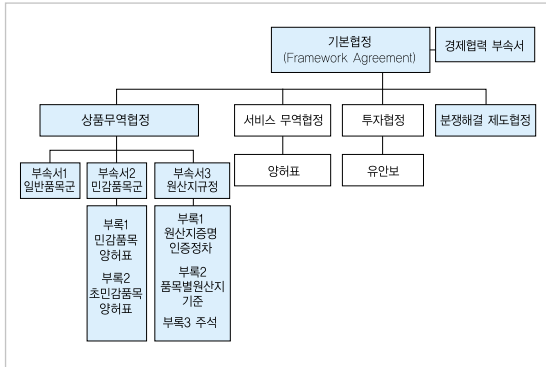 기본협정
(Framework Agreement)
경제협력 부속서
상품무역협정
서비스 무역협정
투자협정
분쟁해결 제도협정
부속서1
일반품목군
부속서2
민감품목군
부속서3
원산지규정
양허표
유안보
부록1
민감품목
양허표
부록2
초민감품목
양허표
부록1
원산지증명
인증정차
부록2
품목별원산지
기준
부록3 주석